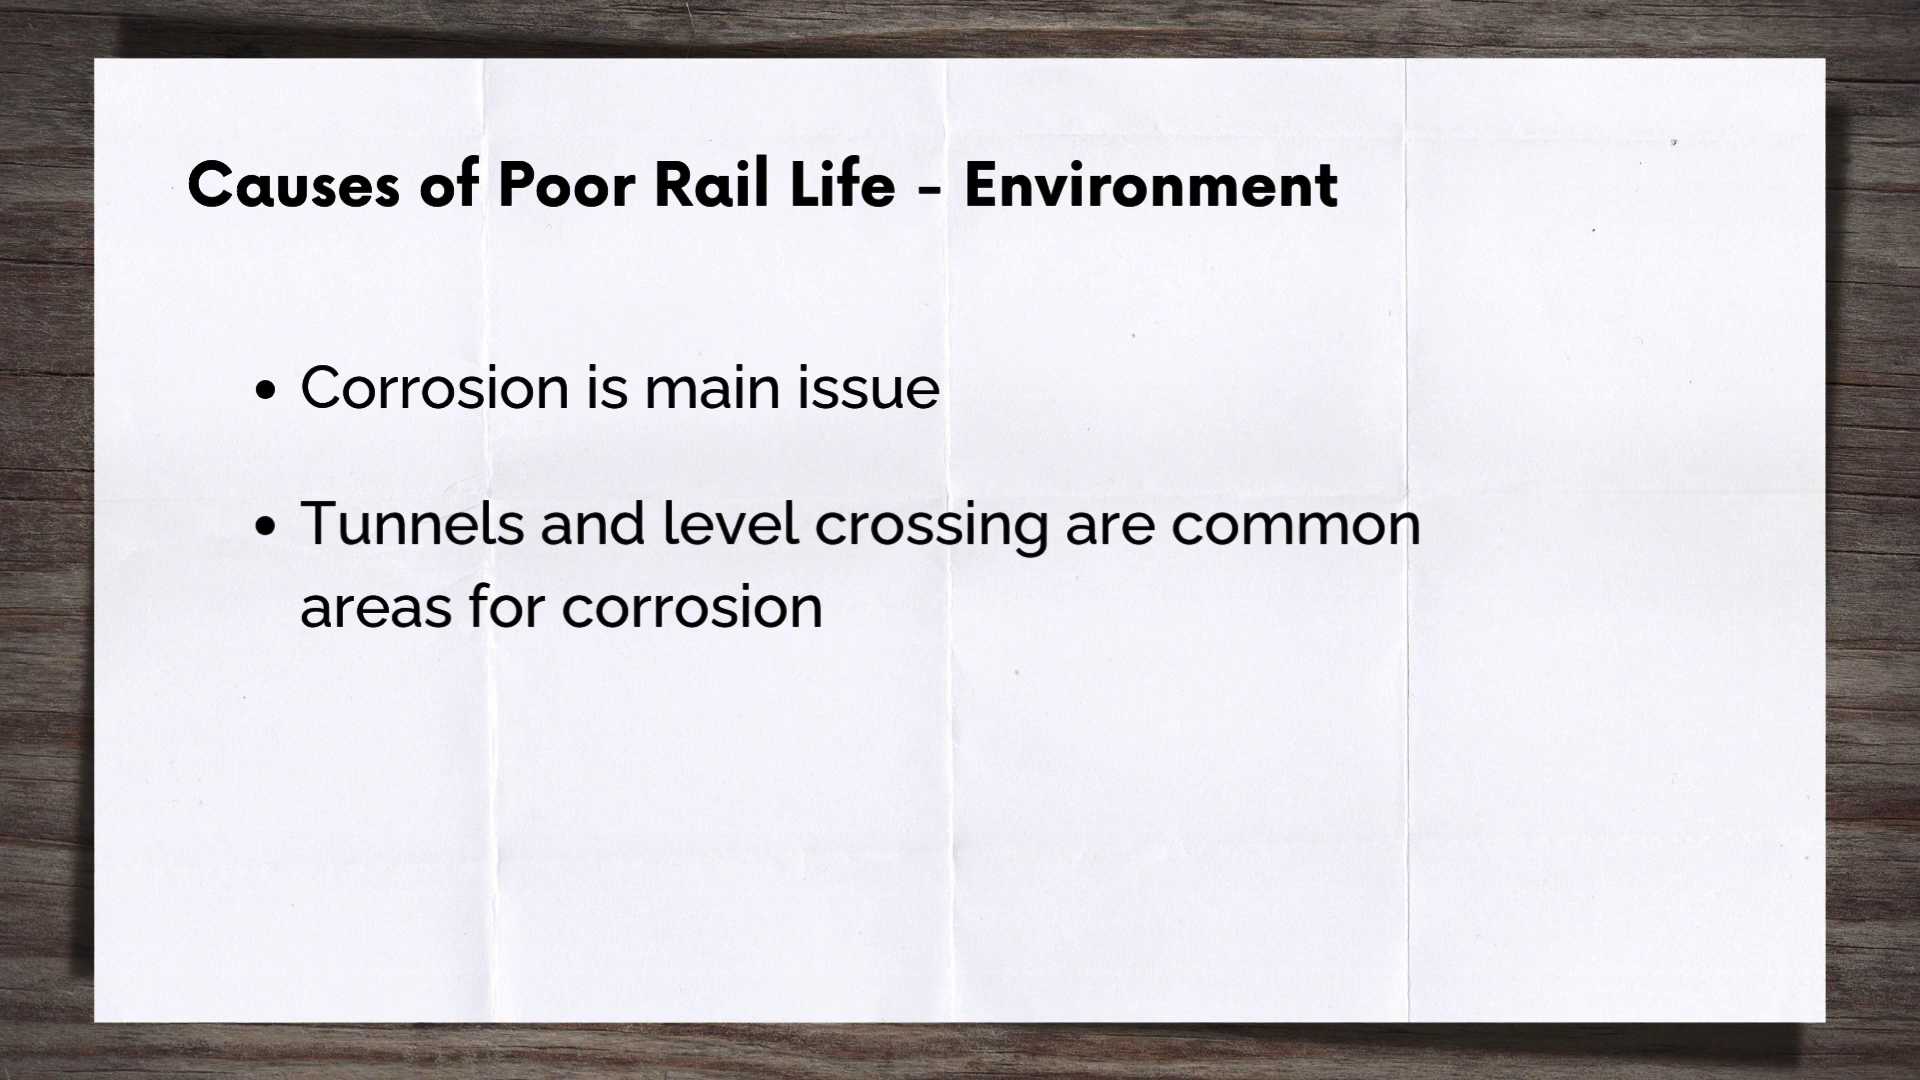 Causes of Poor Rail Life - Environment
• Corrosion is main issue
• Tunnels and level crossing are common
areas for corrosion